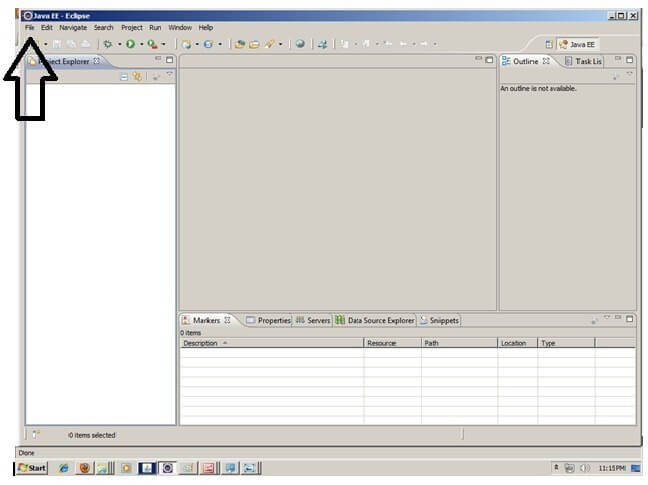 Java EE - Eclipse
File Edit Navigate Search Project Run Window Help
Java EE
Project Explorer
Outline Task Lis
An outline is not available.
Markers Properties Servers Data Source Explorer Snippets
0 items
Description Resource Path Location Type
0 items selected
Done
Start 11:15 PM